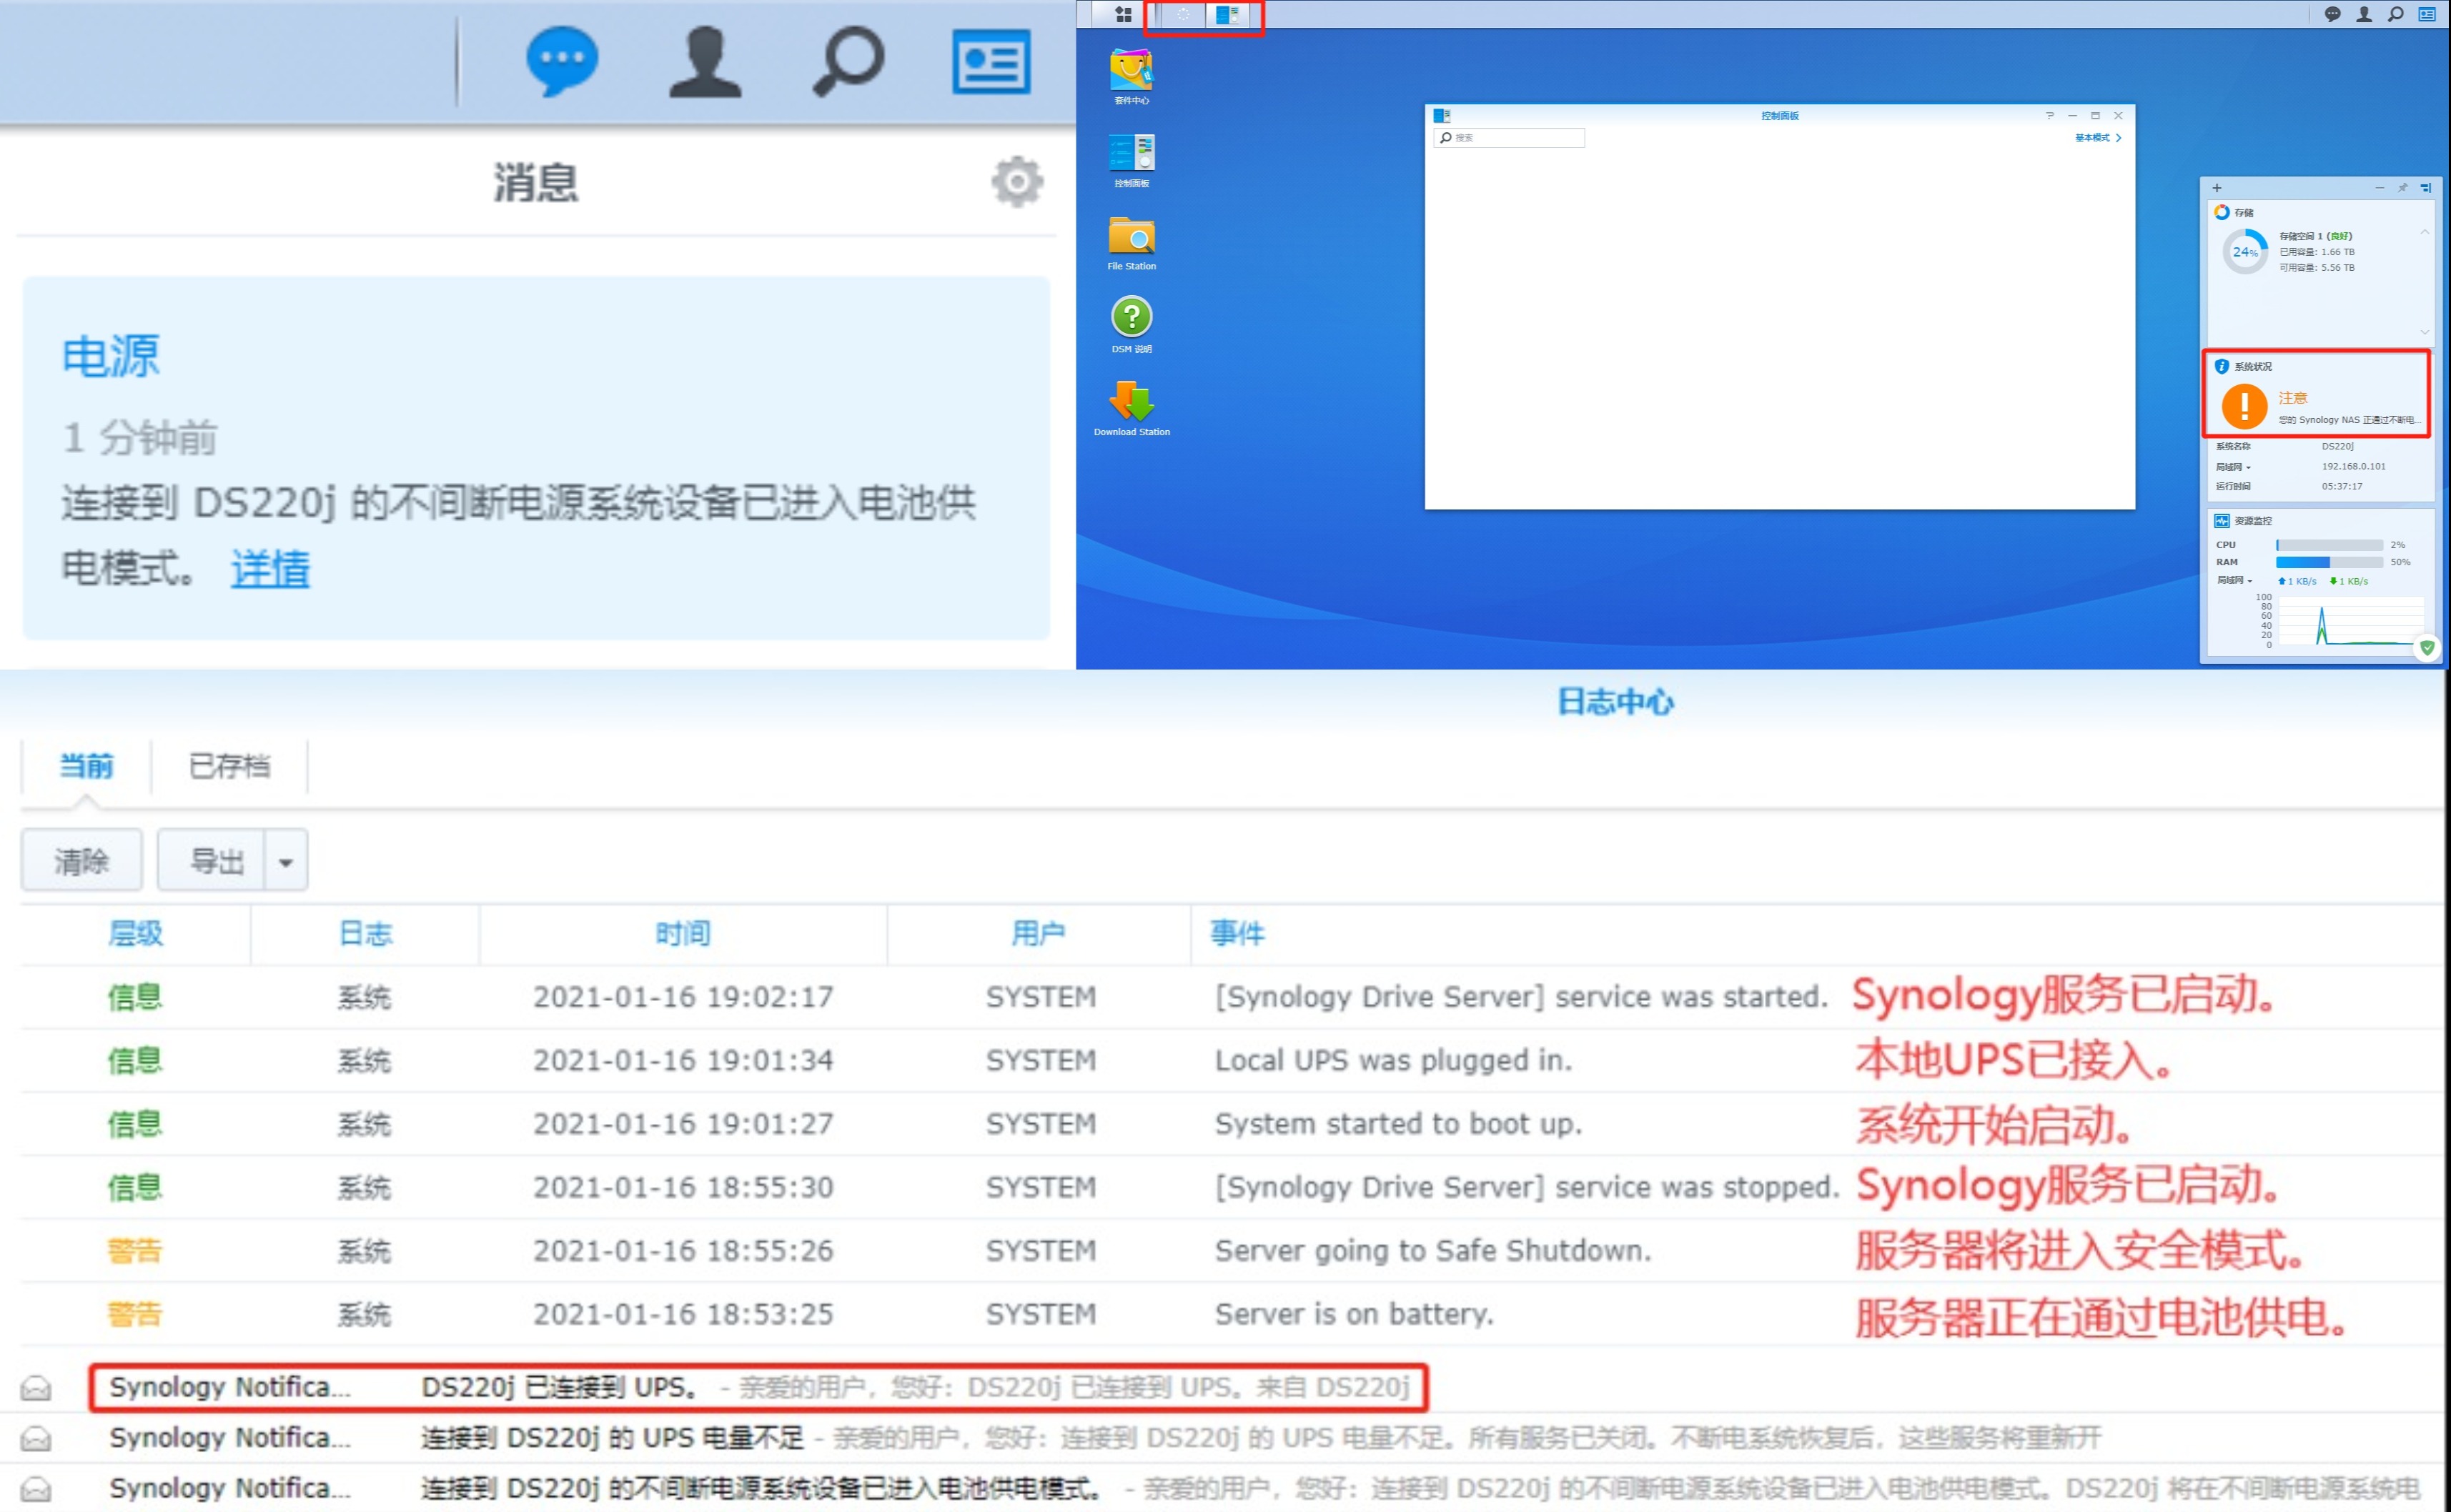 消息
电源
1 分钟前
连接到 DS220j 的不间断电源系统设备已进入电池供
电模式。 详情
套件中心
控制面板
File Station
DSM 说明
Download Station
控制面板
搜索
基本模式
存储
24%
存储空间 1 (良好)
已用容量: 1.66 TB
可用容量: 5.56 TB
系统状况
注意
您的 Synology NAS 正通过不断电...
系统名称 DS220j
局域网 192.168.0.101
运行时间 05:37:17
资源监控
CPU 2%
RAM 50%
局域网 1 KB/s 1 KB/s
100
80
60
40
20
0
日志中心
当前 已存档
清除 导出
层级 日志 时间 用户 事件
信息 系统 2021-01-16 19:02:17 SYSTEM [Synology Drive Server] service was started. Synology服务已启动。
信息 系统 2021-01-16 19:01:34 SYSTEM Local UPS was plugged in. 本地UPS已接入。
信息 系统 2021-01-16 19:01:27 SYSTEM System started to boot up. 系统开始启动。
信息 系统 2021-01-16 18:55:30 SYSTEM [Synology Drive Server] service was stopped. Synology服务已启动。
警告 系统 2021-01-16 18:55:26 SYSTEM Server going to Safe Shutdown. 服务器将进入安全模式。
警告 系统 2021-01-16 18:53:25 SYSTEM Server is on battery. 服务器正在通过电池供电。
Synology Notifica... DS220j 已连接到 UPS。 - 亲爱的用户，您好：DS220j 已连接到 UPS。来自 DS220j
Synology Notifica... 连接到 DS220j 的 UPS 电量不足 - 亲爱的用户，您好：连接到 DS220j 的 UPS 电量不足。所有服务已关闭。不断电系统恢复后，这些服务将重新开
Synology Notifica... 连接到 DS220j 的不间断电源系统设备已进入电池供电模式。 - 亲爱的用户，您好：连接到 DS220j 的不间断电源系统设备已进入电池供电模式。DS220j 将在不间断电源系统电